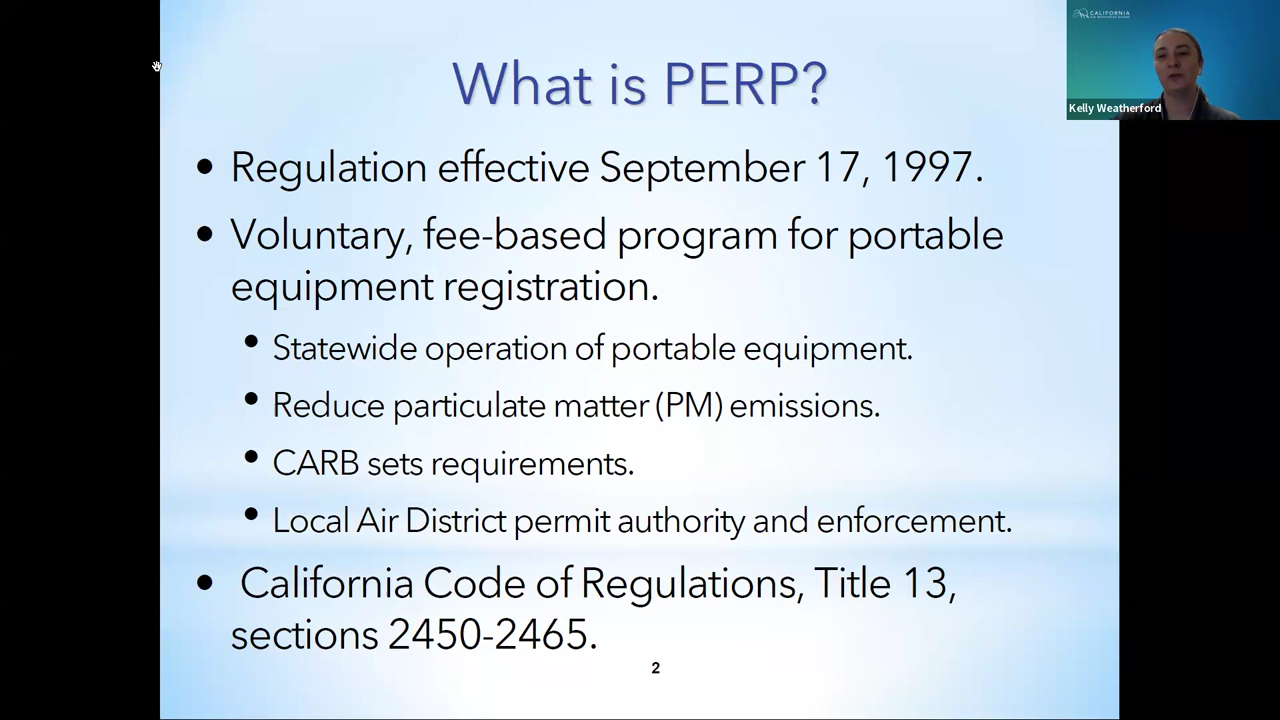 What is PERP?
• Regulation effective September 17, 1997.
• Voluntary, fee-based program for portable
equipment registration.
• Statewide operation of portable equipment.
• Reduce particulate matter (PM) emissions.
• CARB sets requirements.
• Local Air District permit authority and enforcement.
• California Code of Regulations, Title 13,
sections 2450-2465.
2
CALIFORNIA
AIR RESOURCES BOARD
Kelly Weatherford